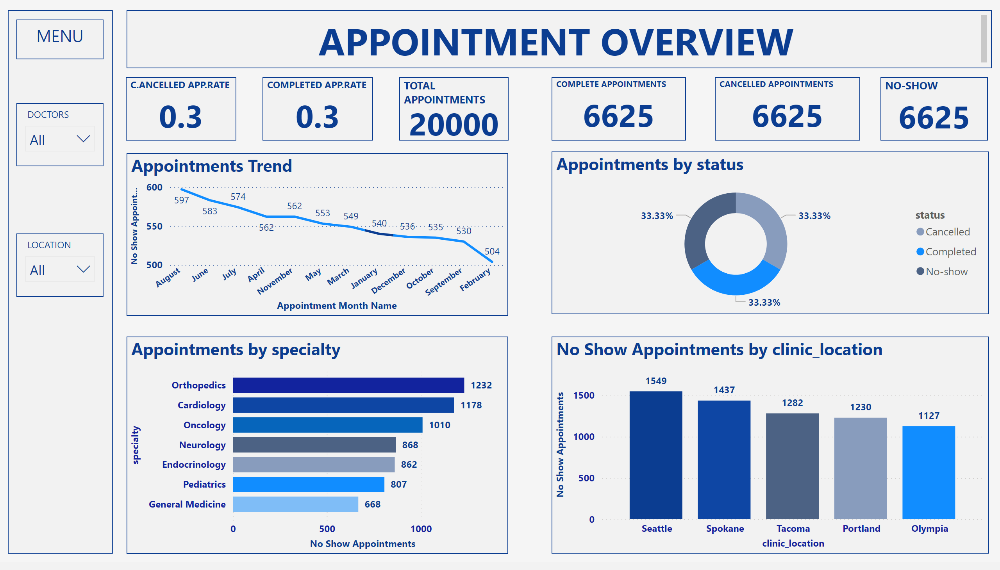 MENU
APPOINTMENT OVERVIEW
C.ANCELLED APP.RATE
0.3
COMPLETED APP.RATE
0.3
TOTAL
APPOINTMENTS
20000
COMPLETE APPOINTMENTS
6625
CANCELLED APPOINTMENTS
6625
NO-SHOW
6625
DOCTORS
All
LOCATION
All
Appointments Trend
No Show Appoint...
600
550
500
597
583
574
562
562
553
549
540
536
535
530
504
August
June
July
April
November
May
March
January
December
October
September
February
Appointment Month Name
Appointments by status
33.33%
33.33%
33.33%
status
Cancelled
Completed
No-show
Appointments by specialty
specialty
Orthopedics 1232
Cardiology 1178
Oncology 1010
Neurology 868
Endocrinology 862
Pediatrics 807
General Medicine 668
0 500 1000
No Show Appointments
No Show Appointments by clinic_location
No Show Appointments
1500
1000
500
0
1549
1437
1282
1230
1127
Seattle Spokane Tacoma Portland Olympia
clinic_location